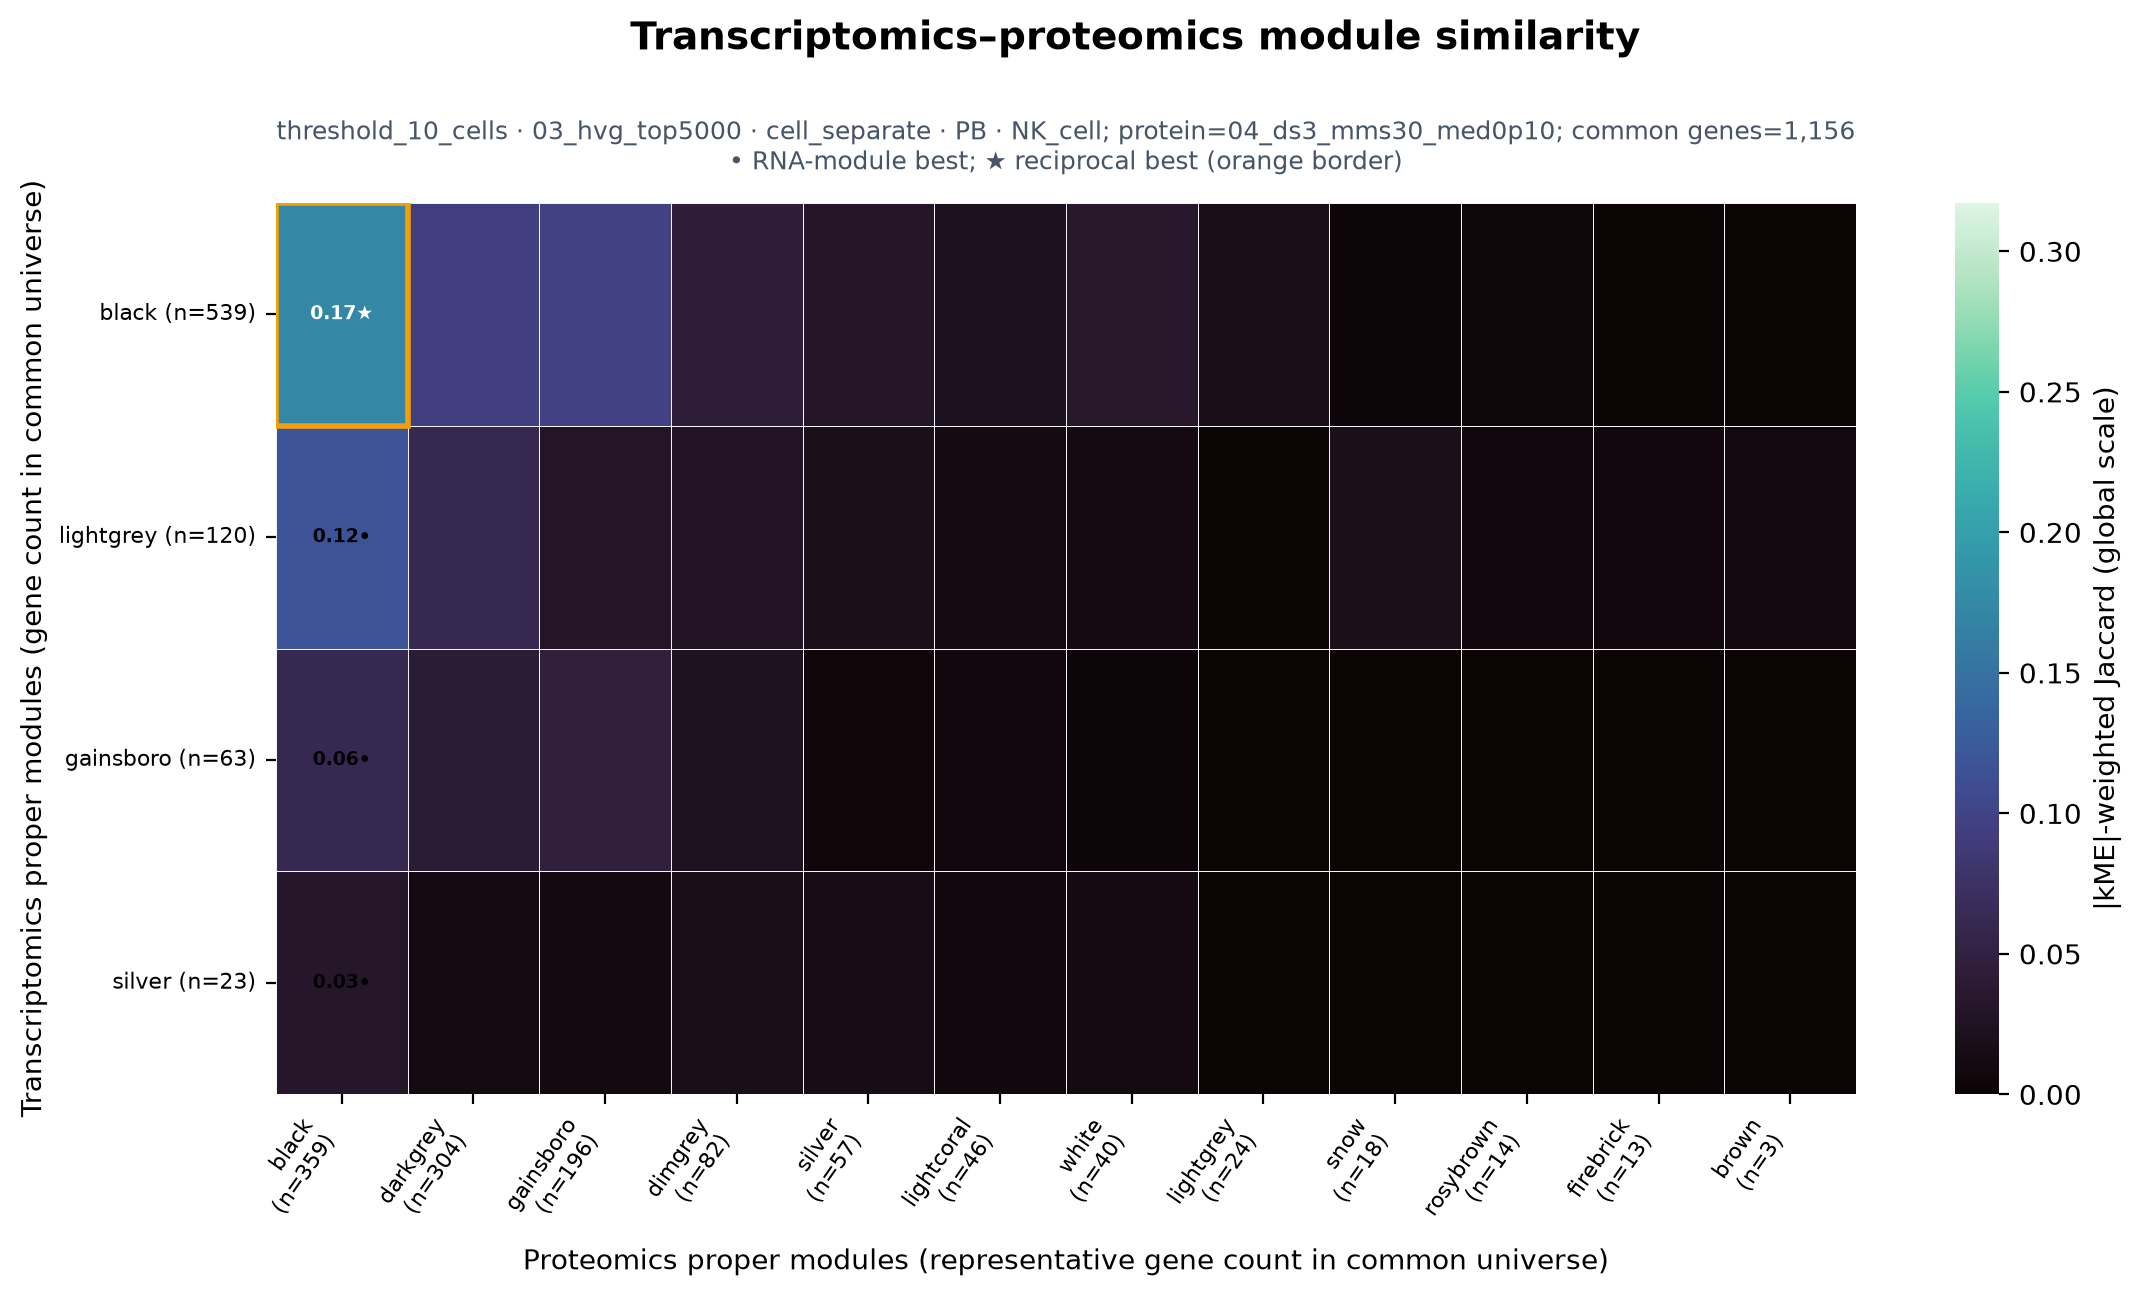 Transcriptomics–proteomics module similarity
threshold_10_cells · 03_hvg_top5000 · cell_separate · PB · NK_cell; protein=04_ds3_mms30_med0p10; common genes=1,156
• RNA-module best; ★ reciprocal best (orange border)
Transcriptomics proper modules (gene count in common universe)
black (n=539)
lightgrey (n=120)
gainsboro (n=63)
silver (n=23)
0.17★
0.12•
0.06•
0.03•
black
(n=359)
darkgrey
(n=304)
gainsboro
(n=196)
dimgrey
(n=82)
silver
(n=57)
lightcoral
(n=46)
white
(n=40)
lightgrey
(n=24)
snow
(n=18)
rosybrown
(n=14)
firebrick
(n=13)
brown
(n=3)
Proteomics proper modules (representative gene count in common universe)
0.30
0.25
0.20
0.15
0.10
0.05
0.00
|kME|-weighted Jaccard (global scale)